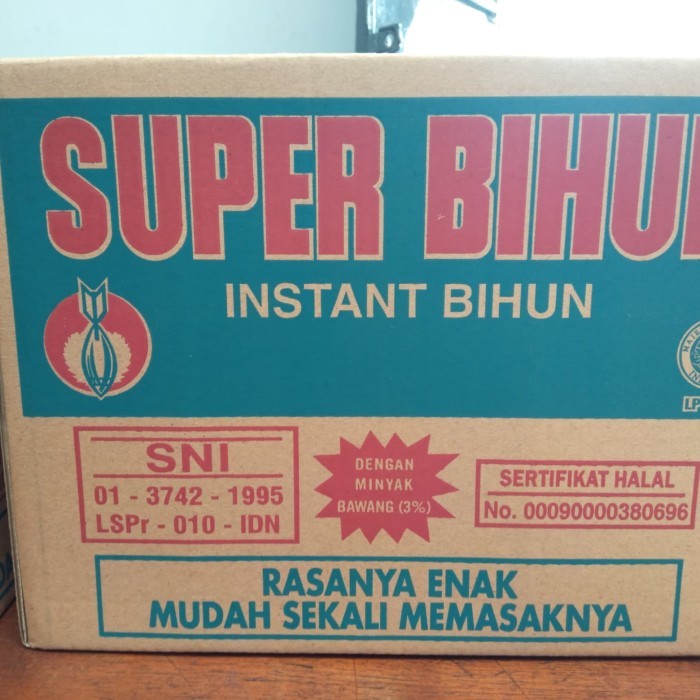 SUPER BIHUN
INSTANT BIHUN
SNI
01 - 3742 - 1995
LSPr - 010 - IDN
DENGAN
MINYAK
BAWANG (3%)
SERTIFIKAT HALAL
No. 00090000380696
RASANYA ENAK
MUDAH SEKALI MEMASAKNYA